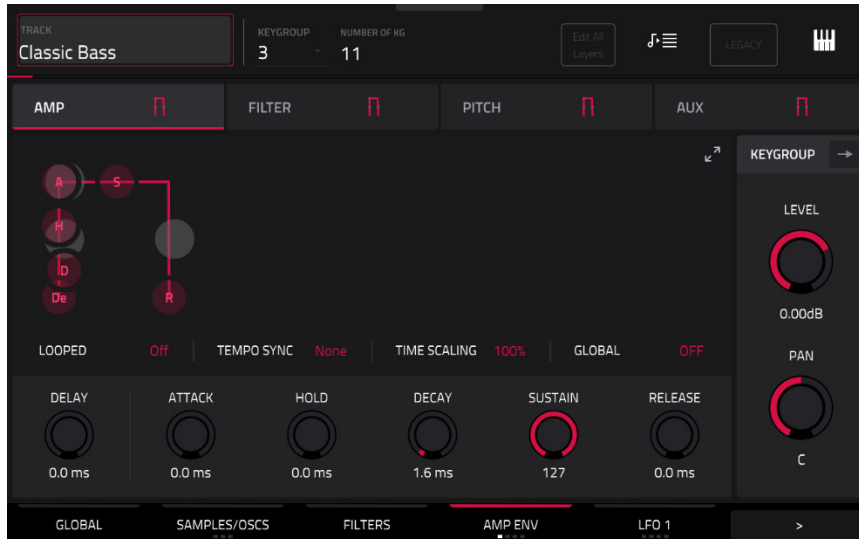 TRACK
Classic Bass
KEYGROUP
3
NUMBER OF KG
11
Edit All
Layers
LEGACY
AMP
FILTER
PITCH
AUX
A
S
H
D
De
R
KEYGROUP
LEVEL
0.00dB
PAN
C
LOOPED Off TEMPO SYNC None TIME SCALING 100% GLOBAL OFF
DELAY ATTACK HOLD DECAY SUSTAIN RELEASE
0.0 ms 0.0 ms 0.0 ms 1.6 ms 127 0.0 ms
GLOBAL SAMPLES/OSCS FILTERS AMP ENV LFO 1 >